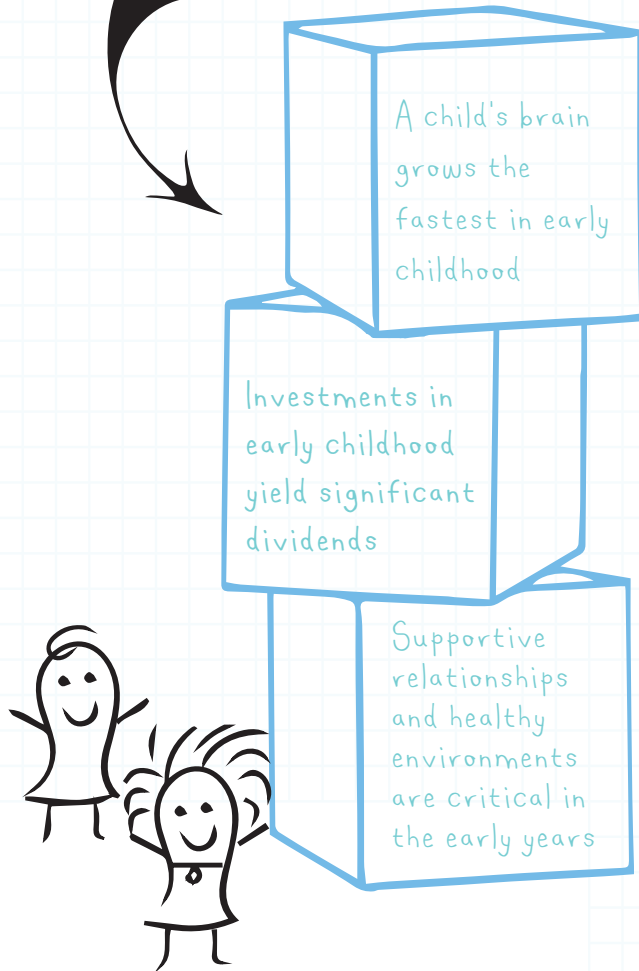 A child's brain
grows the
fastest in early
childhood
Investments in
early childhood
yield significant
dividends
Supportive
relationships
and healthy
environments
are critical in
the early years